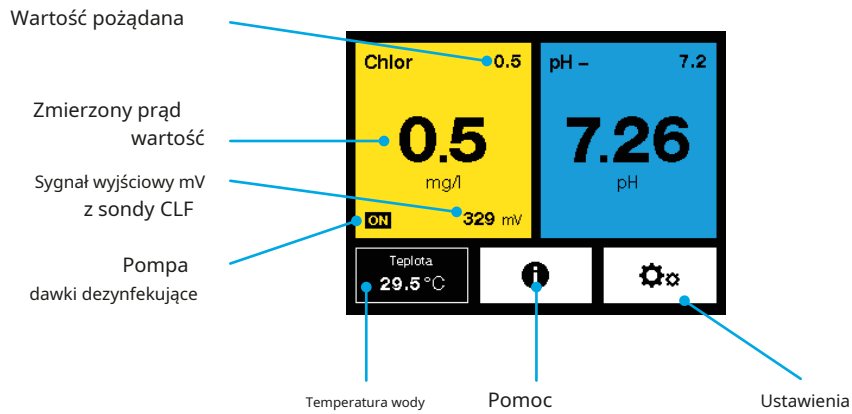 Wartość pożądana
Chlor 0.5
pH – 7.2
Zmierzony prąd
wartość
0.5
mg/l
7.26
pH
Sygnał wyjściowy mV
z sondy CLF
ON 329 mV
Pompa
dawki dezynfekujące
Teplota
29.5 °C
Temperatura wody
Pomoc
Ustawienia